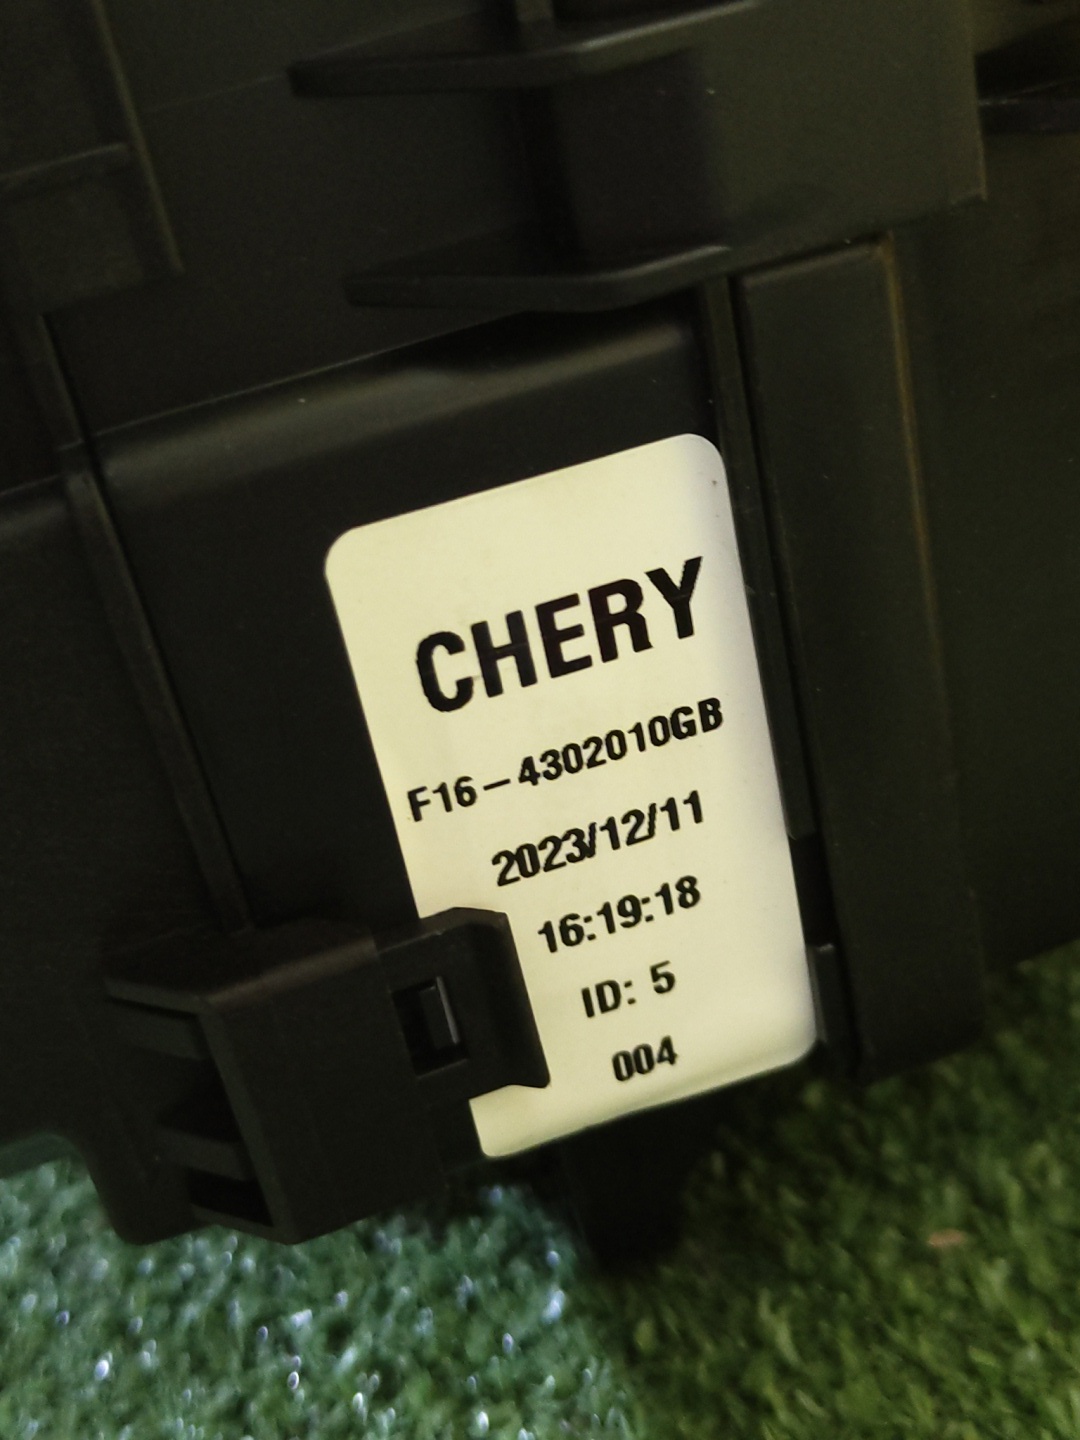 CHERY
F16-4302010GB
2023/12/11
16:19:18
ID: 5
004